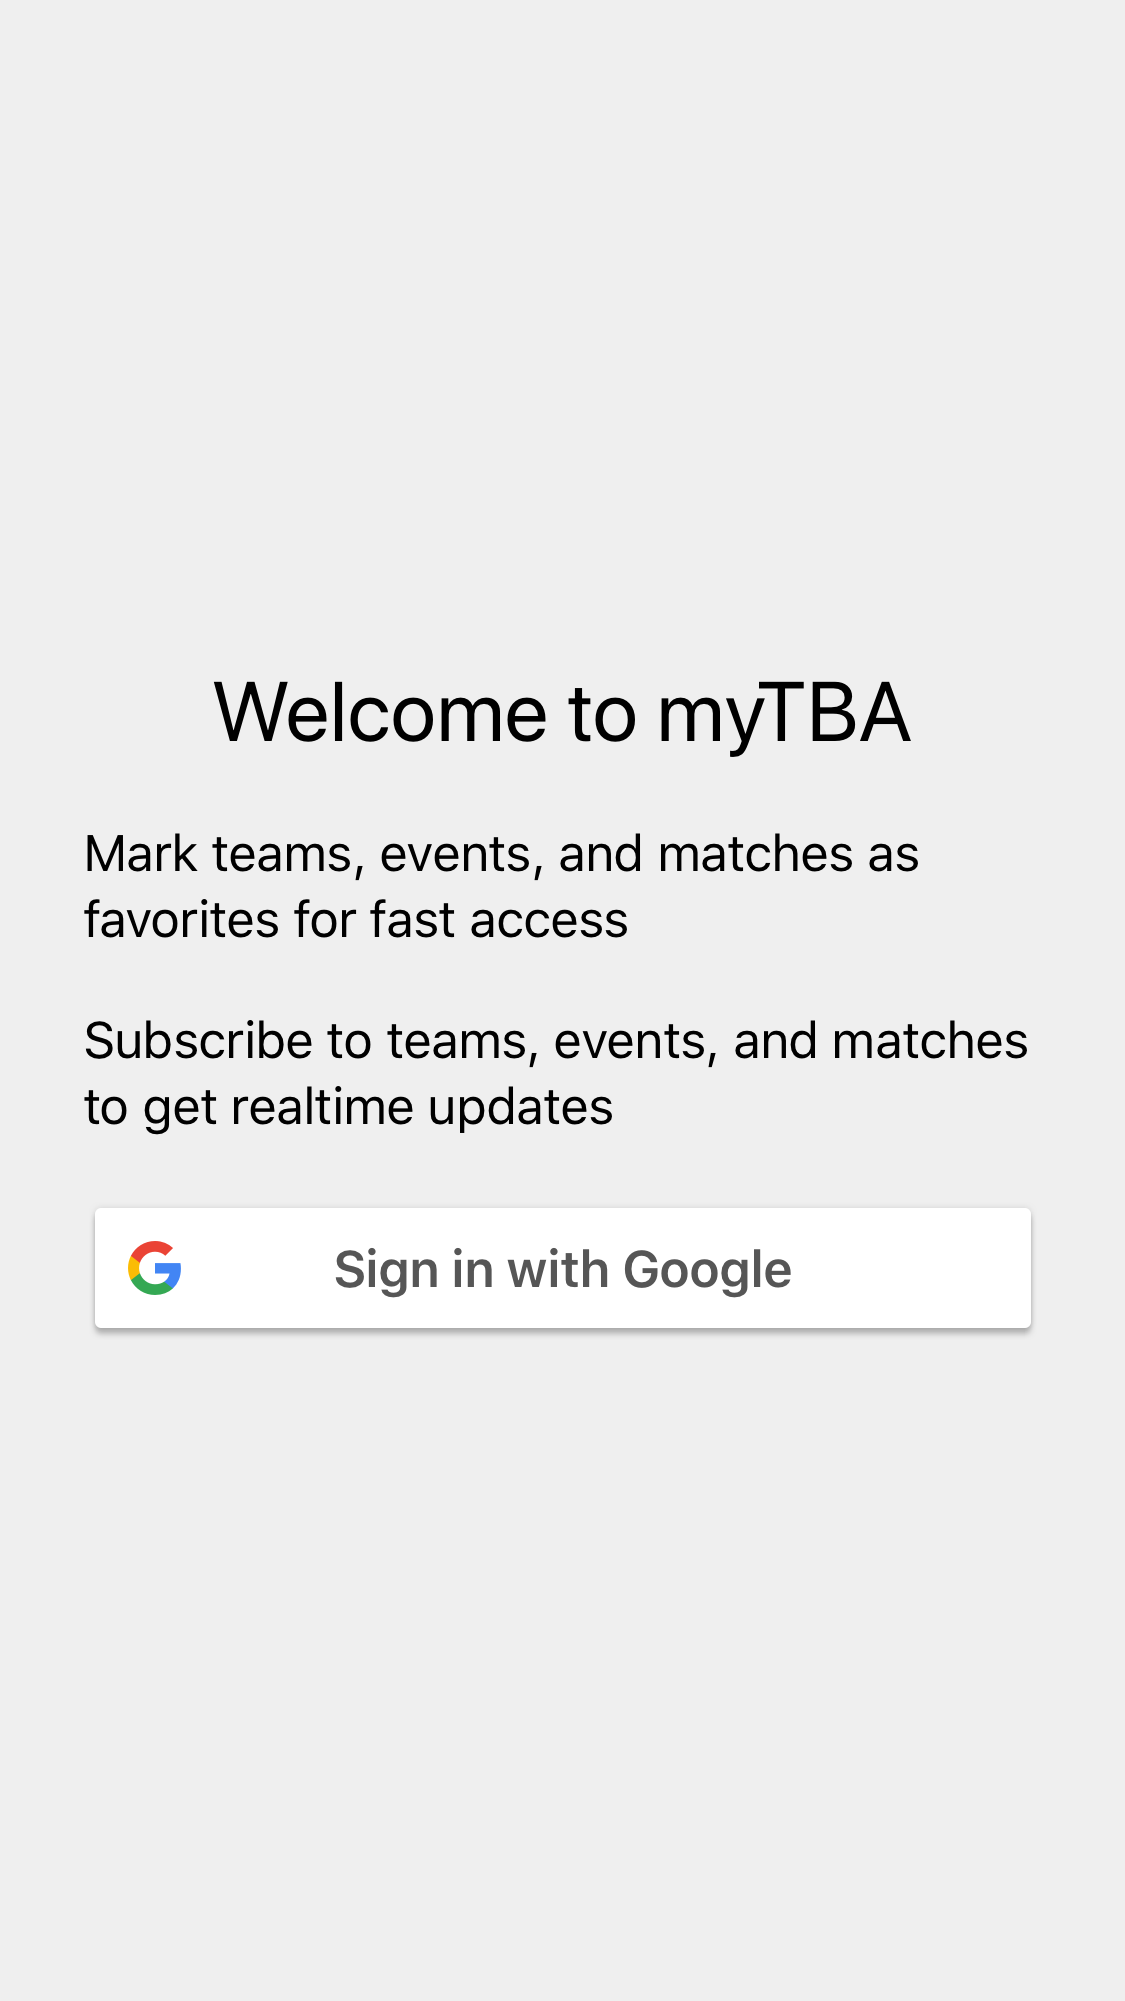 Welcome to myTBA
Mark teams, events, and matches as
favorites for fast access
Subscribe to teams, events, and matches
to get realtime updates
Sign in with Google